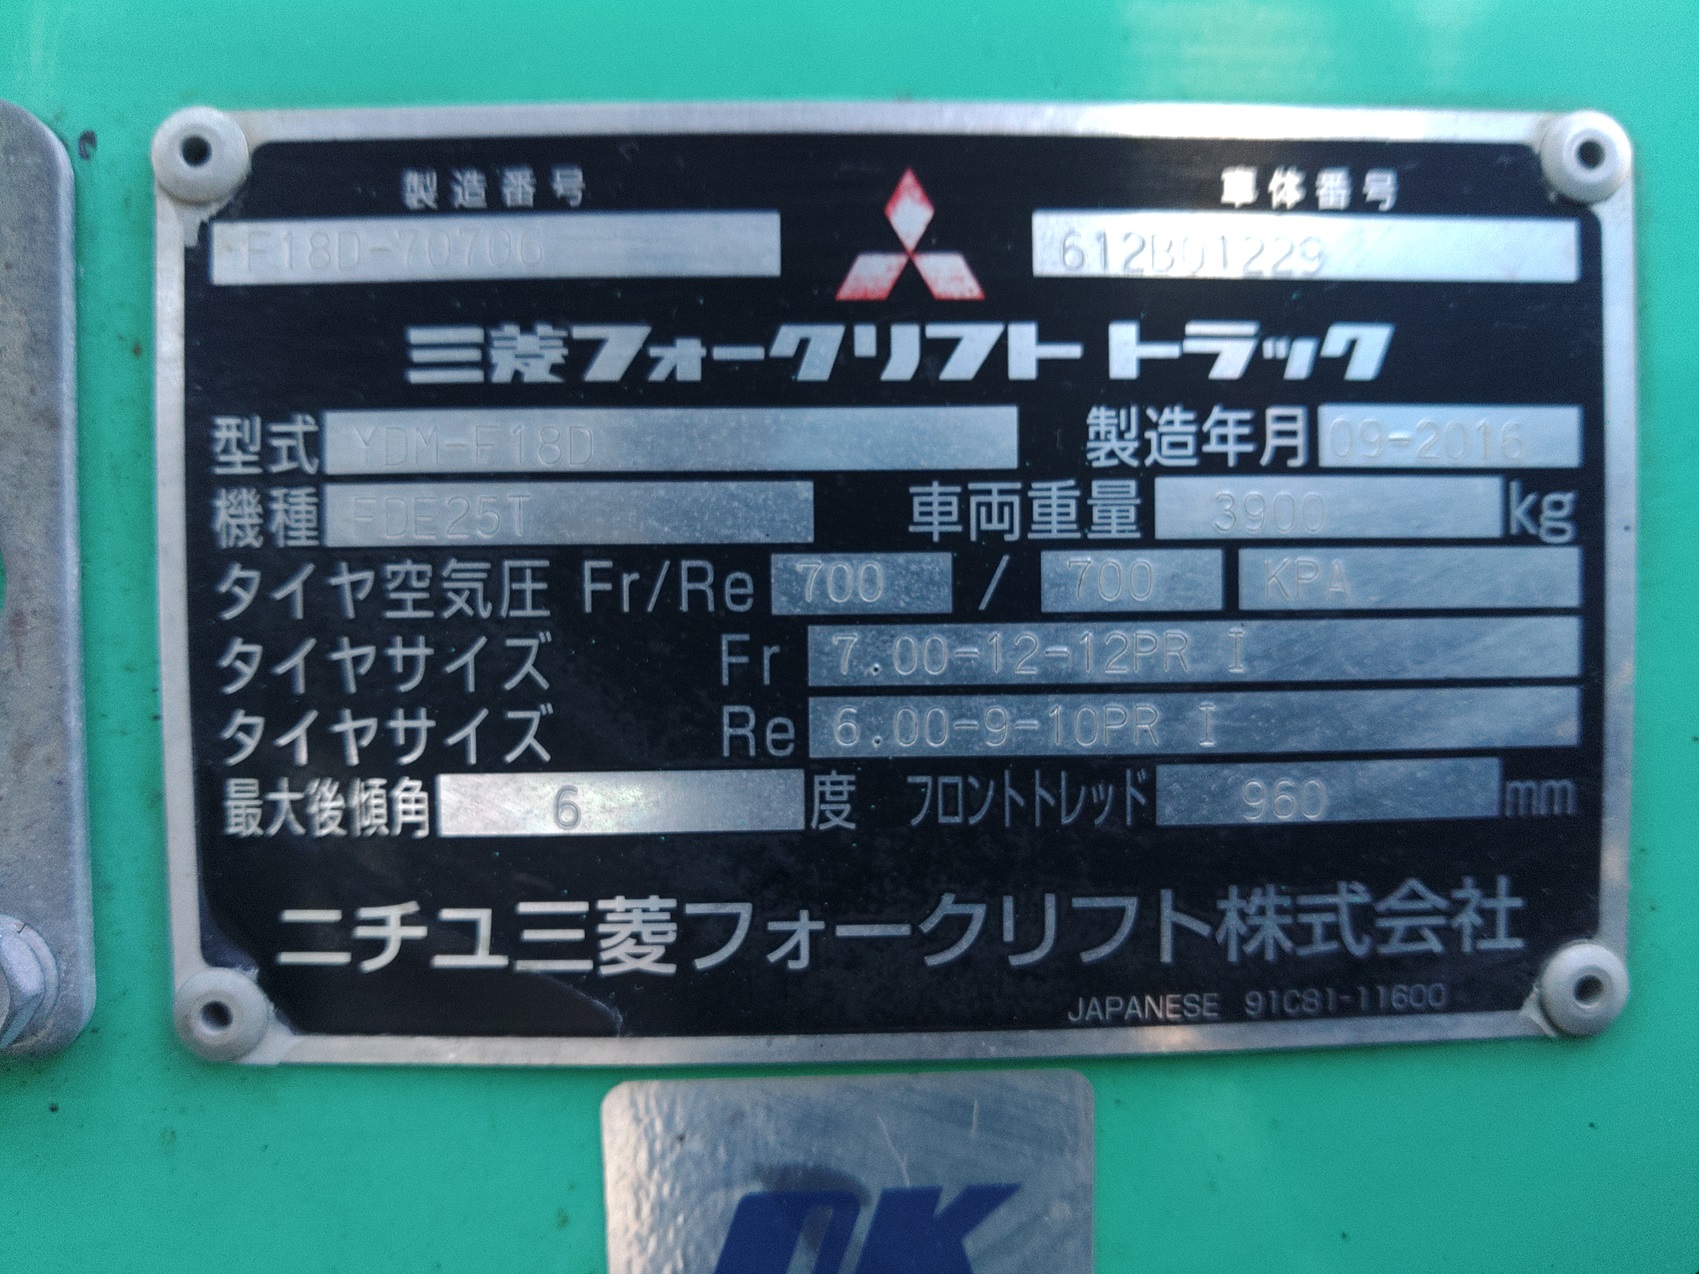 製造番号 車体番号
F18D-70706 612B01229
三菱フォークリフト トラック
型式 YDM-F18D 製造年月 09-2016
機種 FDE25T 車両重量 3900 kg
タイヤ空気圧 Fr/Re 700 / 700 KPA
タイヤサイズ Fr 7.00-12-12PR I
タイヤサイズ Re 6.00-9-10PR I
最大後傾角 6 度 フロントトレッド 960 mm
ニチユ三菱フォークリフト株式会社
JAPANESE 91C81-11600